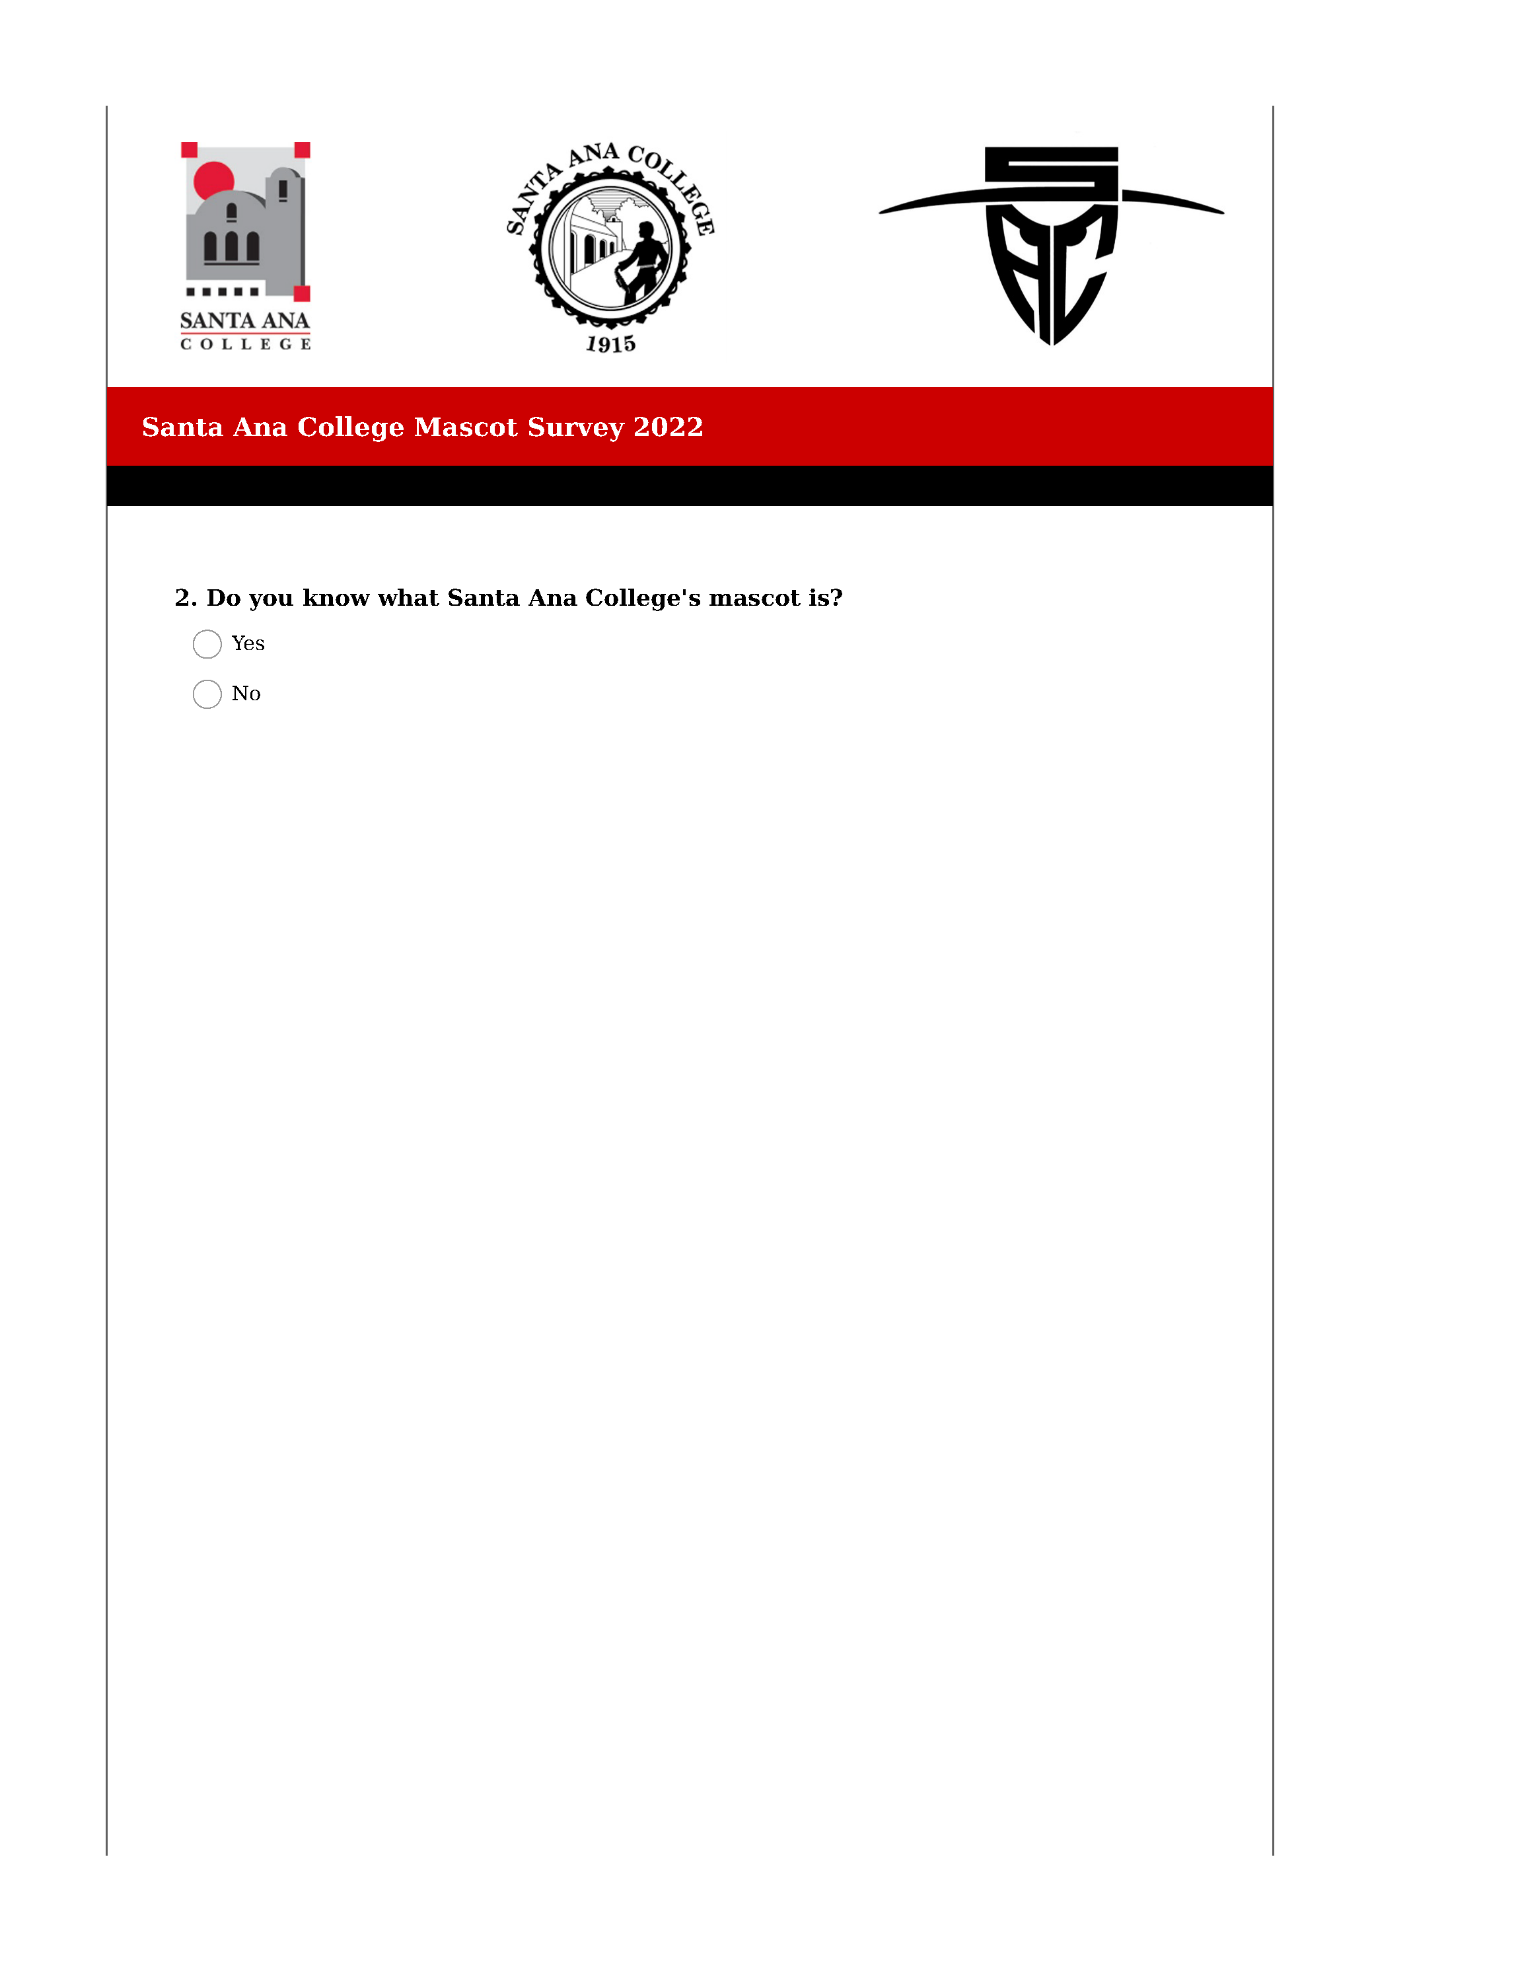 SANTA ANA
COLLEGE
SANTA ANA COLLEGE
1915
SAC
Santa Ana College Mascot Survey 2022
2. Do you know what Santa Ana College's mascot is?
Yes
No